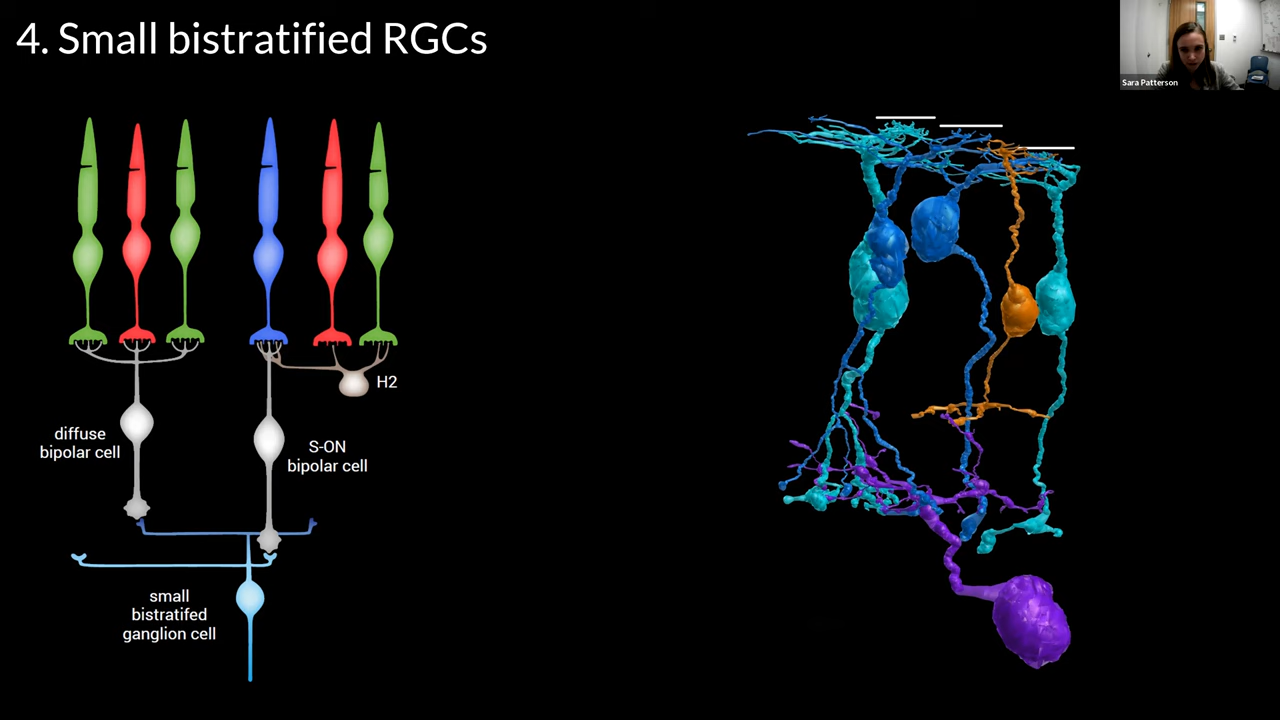 4. Small bistratified RGCs
Sara Patterson
H2
diffuse
bipolar cell
S-ON
bipolar cell
small
bistratifed
ganglion cell